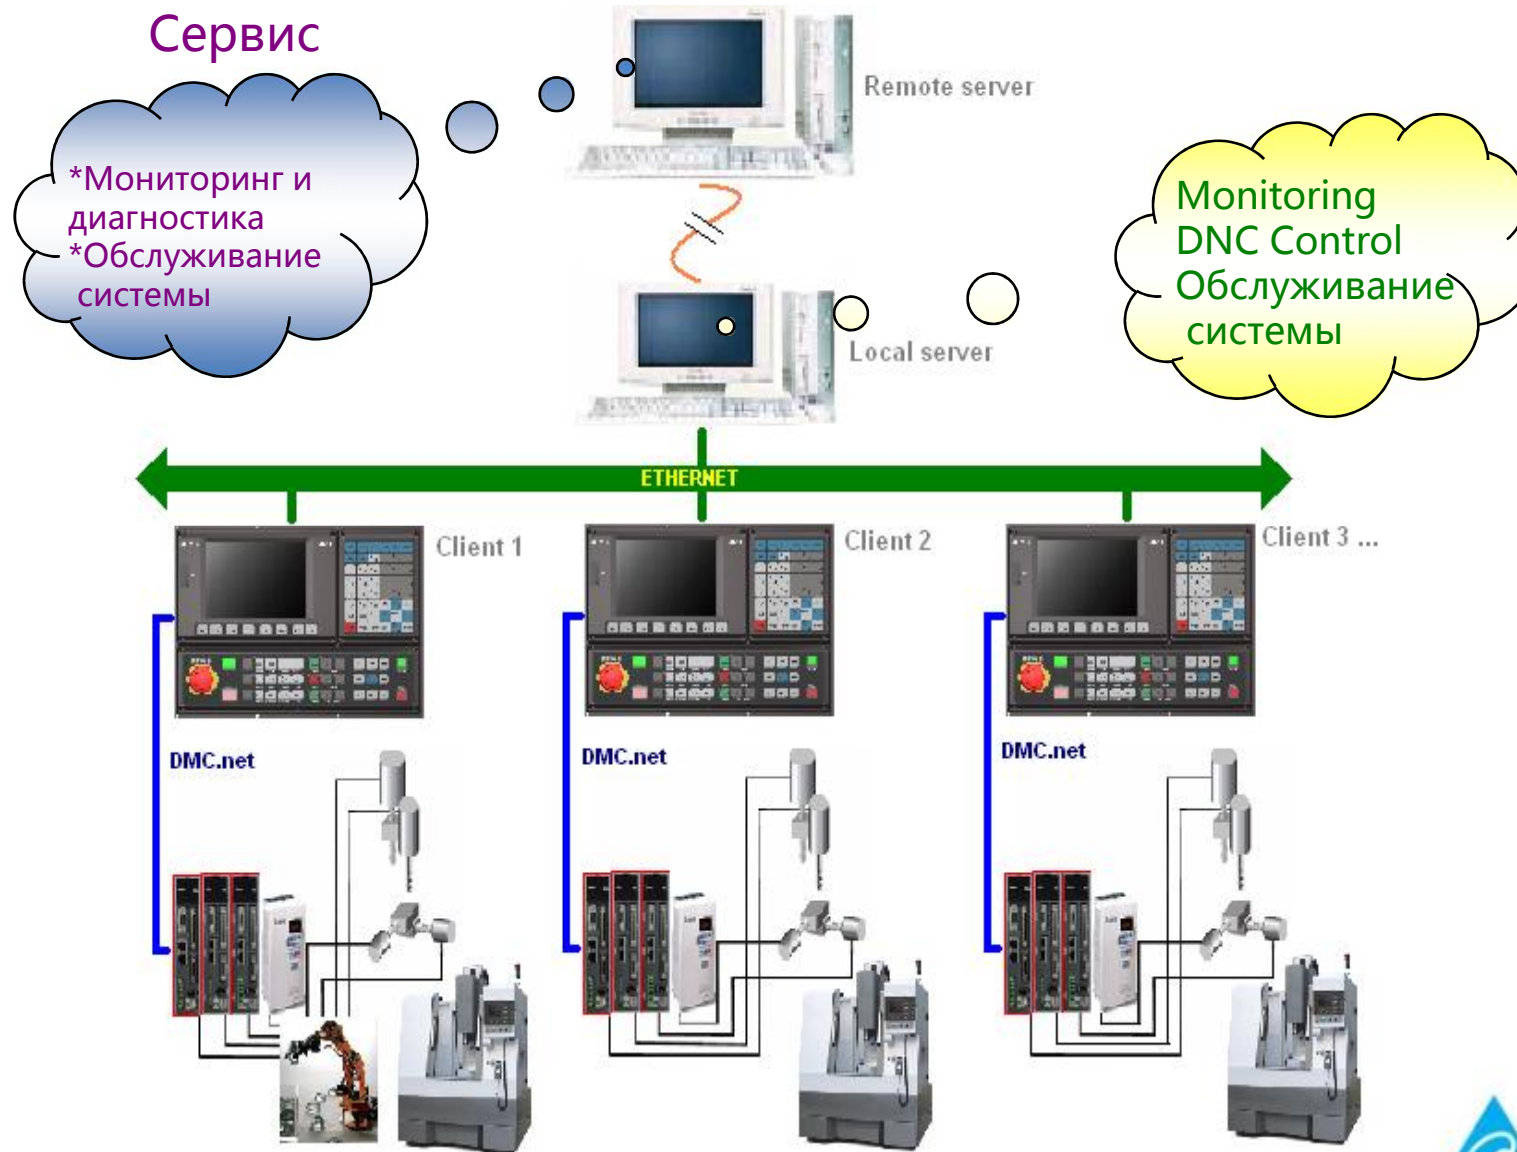 Сервис
*Мониторинг и
диагностика
*Обслуживание
системы
Remote server
Monitoring
DNC Control
Обслуживание
системы
Local server
ETHERNET
Client 1
Client 2
Client 3 ...
DMC.net
DMC.net
DMC.net